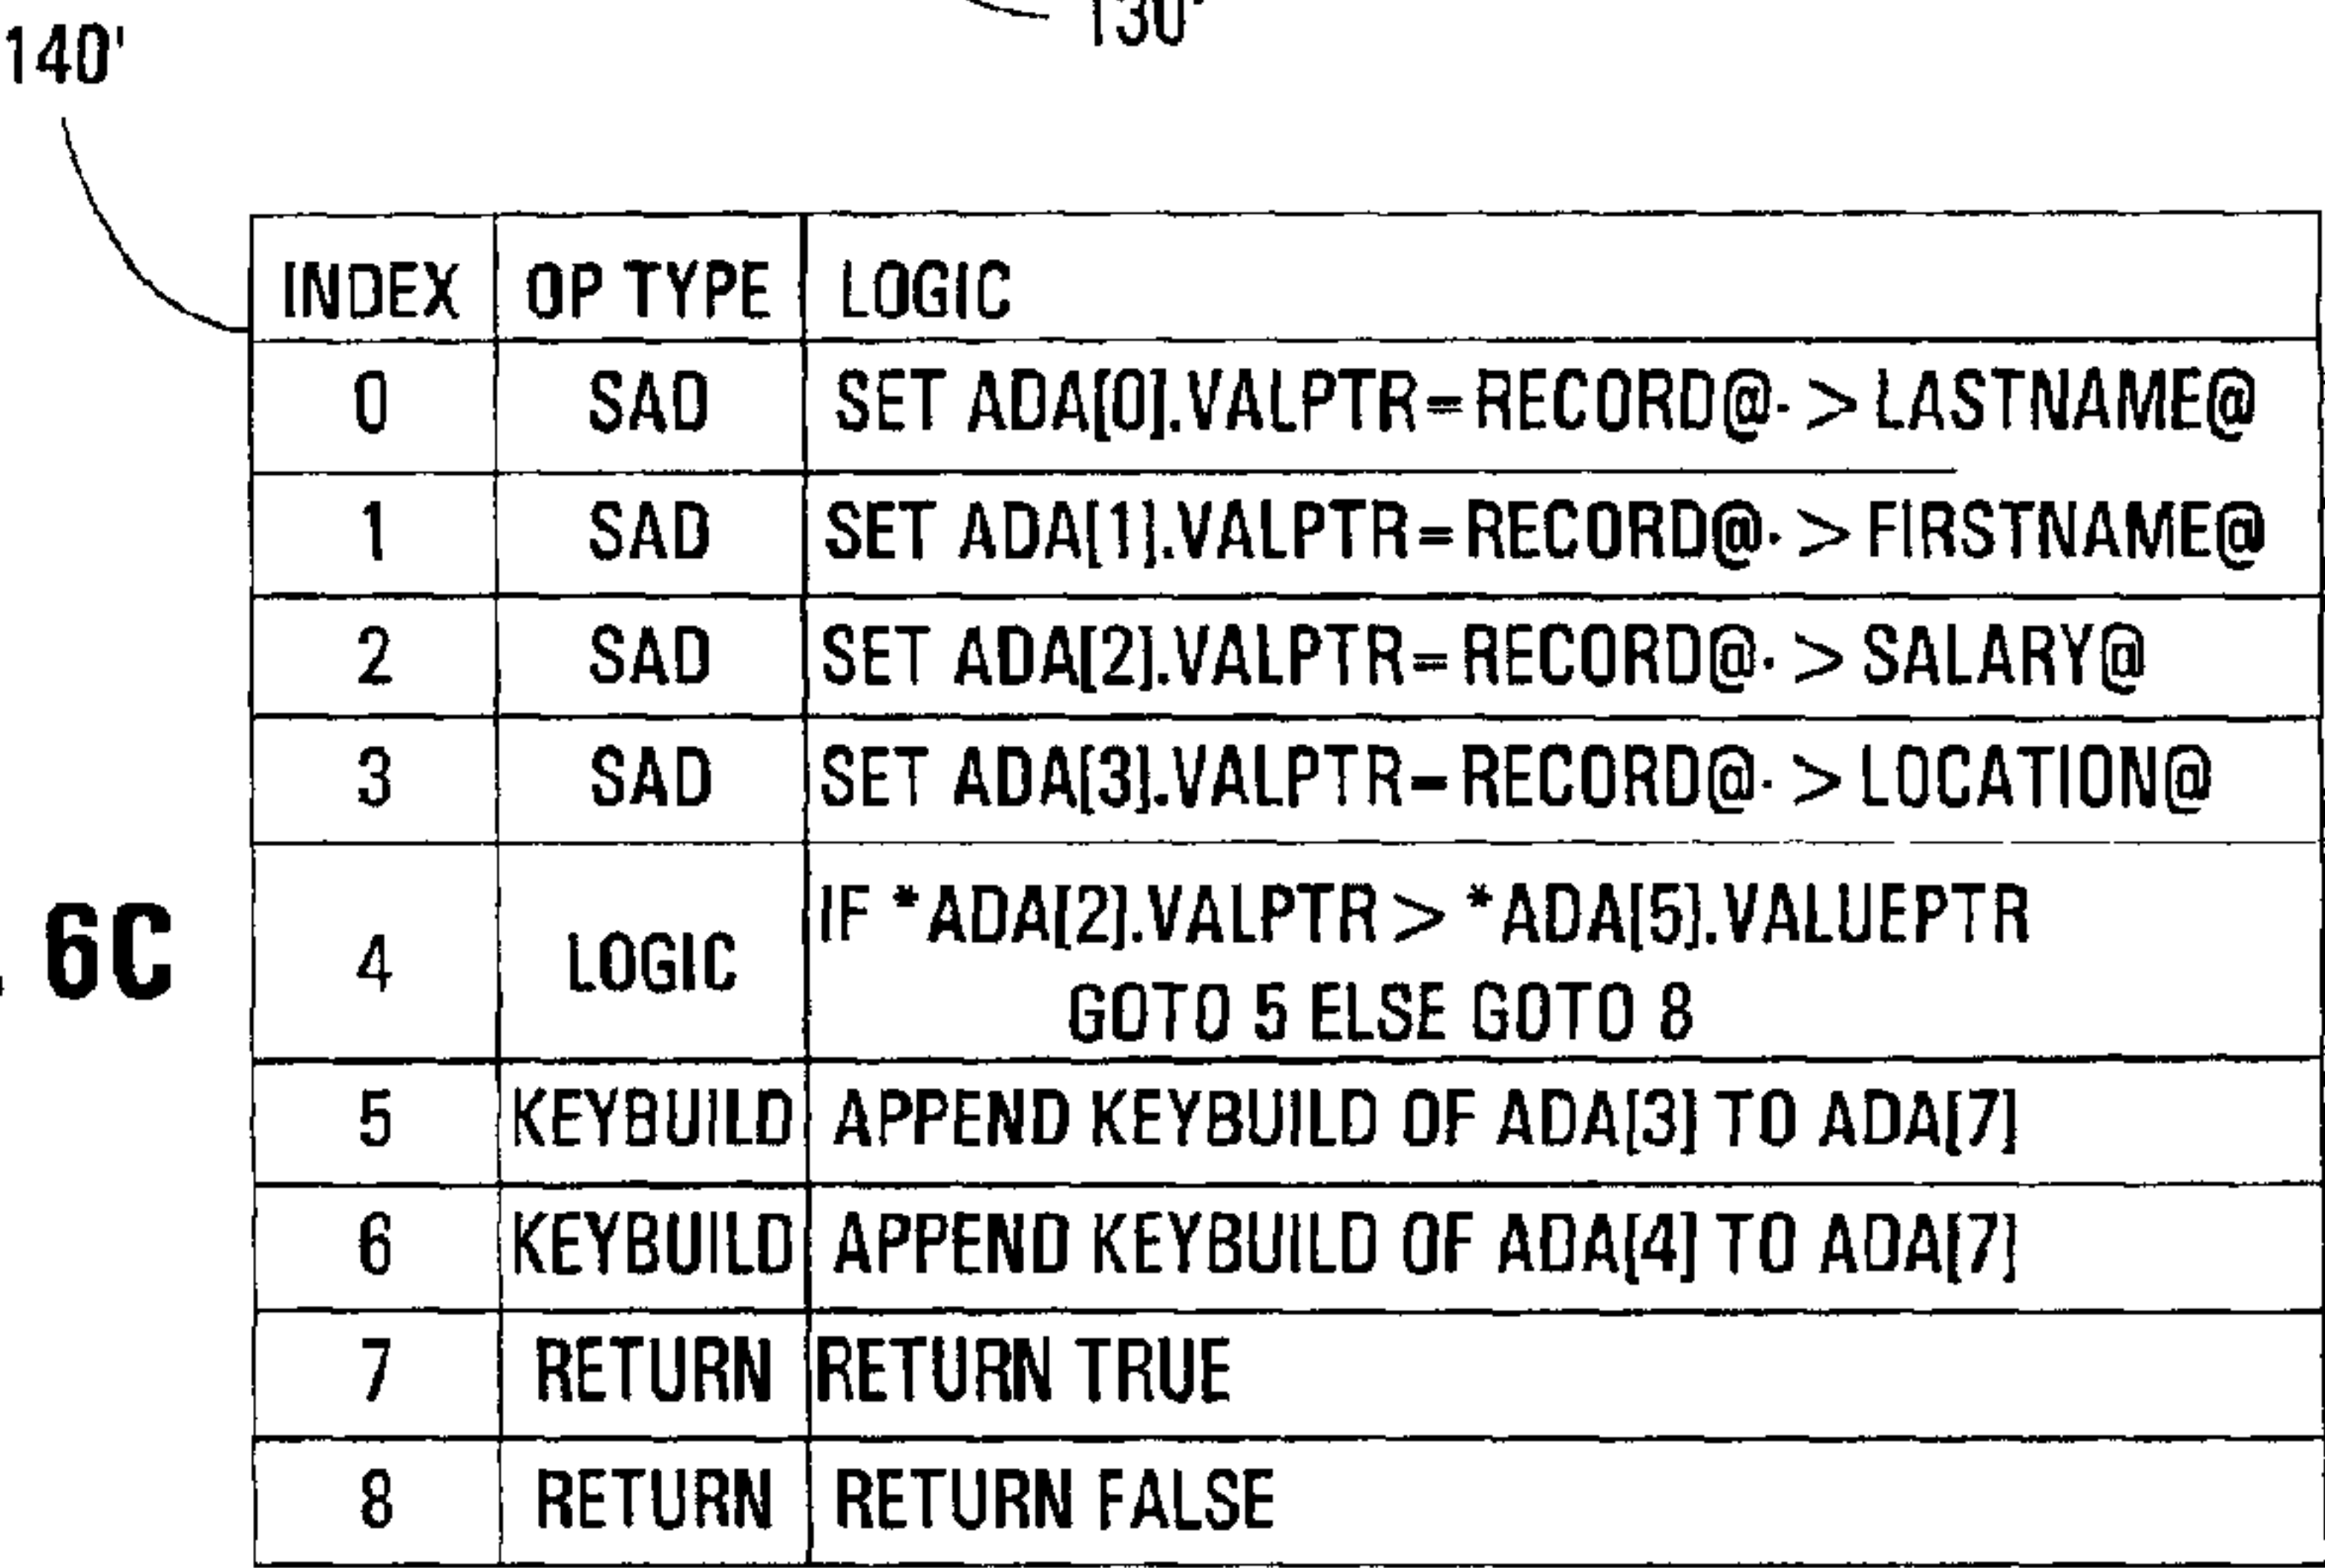 130'
140'
INDEX OP TYPE LOGIC
0 SAD SET ADA[0].VALPTR=RECORD@·> LASTNAME@
1 SAD SET ADA[1].VALPTR=RECORD@·> FIRSTNAME@
2 SAD SET ADA[2].VALPTR=RECORD@·> SALARY@
3 SAD SET ADA[3].VALPTR=RECORD@·> LOCATION@
4 LOGIC IF *ADA[2].VALPTR > *ADA[5].VALUEPTR
GOTO 5 ELSE GOTO 8
6C
5 KEYBUILD APPEND KEYBUILD OF ADA[3] TO ADA[7]
6 KEYBUILD APPEND KEYBUILD OF ADA[4] TO ADA[7]
7 RETURN RETURN TRUE
8 RETURN RETURN FALSE